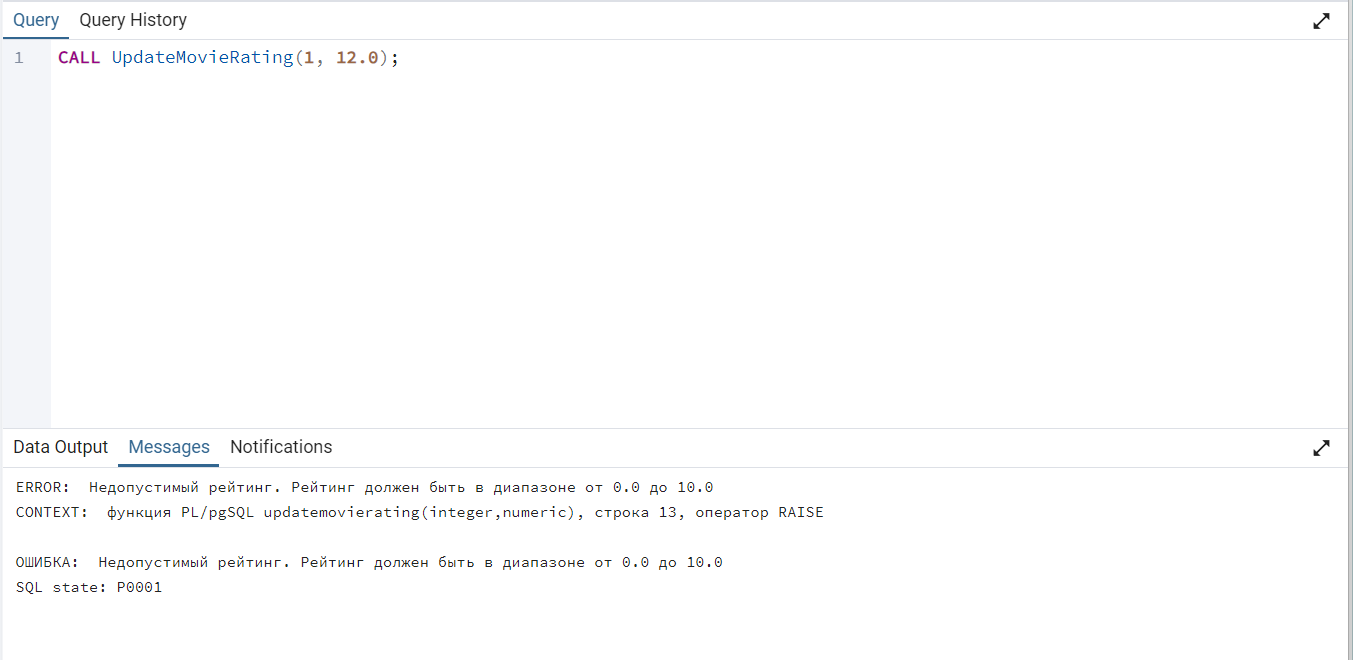 Query Query History
1 CALL UpdateMovieRating(1, 12.0);
Data Output Messages Notifications
ERROR:  Недопустимый рейтинг. Рейтинг должен быть в диапазоне от 0.0 до 10.0
CONTEXT:  функция PL/pgSQL updatemovierating(integer,numeric), строка 13, оператор RAISE
ОШИБКА:  Недопустимый рейтинг. Рейтинг должен быть в диапазоне от 0.0 до 10.0
SQL state: P0001